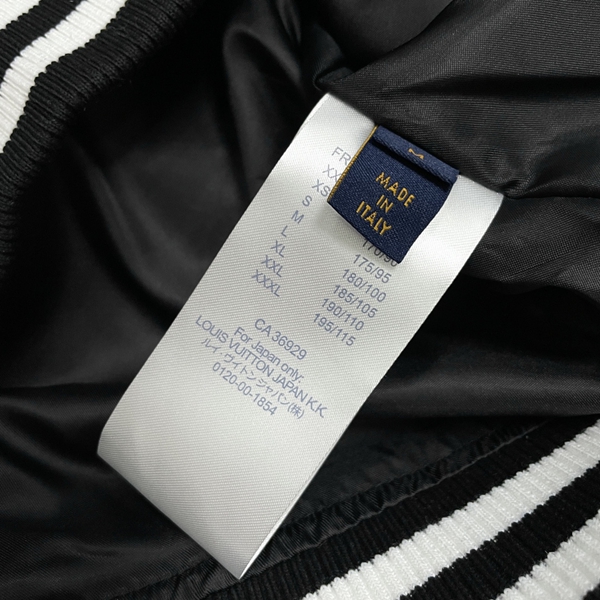 MADE
IN
ITALY
FR
XX
XS
S
M
L 175/95
XL 180/100
XXL 185/105
XXXL 190/110
195/115
CA 36929
For Japan only:
LOUIS VUITTON JAPAN K.K.
ルイ・ヴィトンジャパン(株)
0120-00-1854